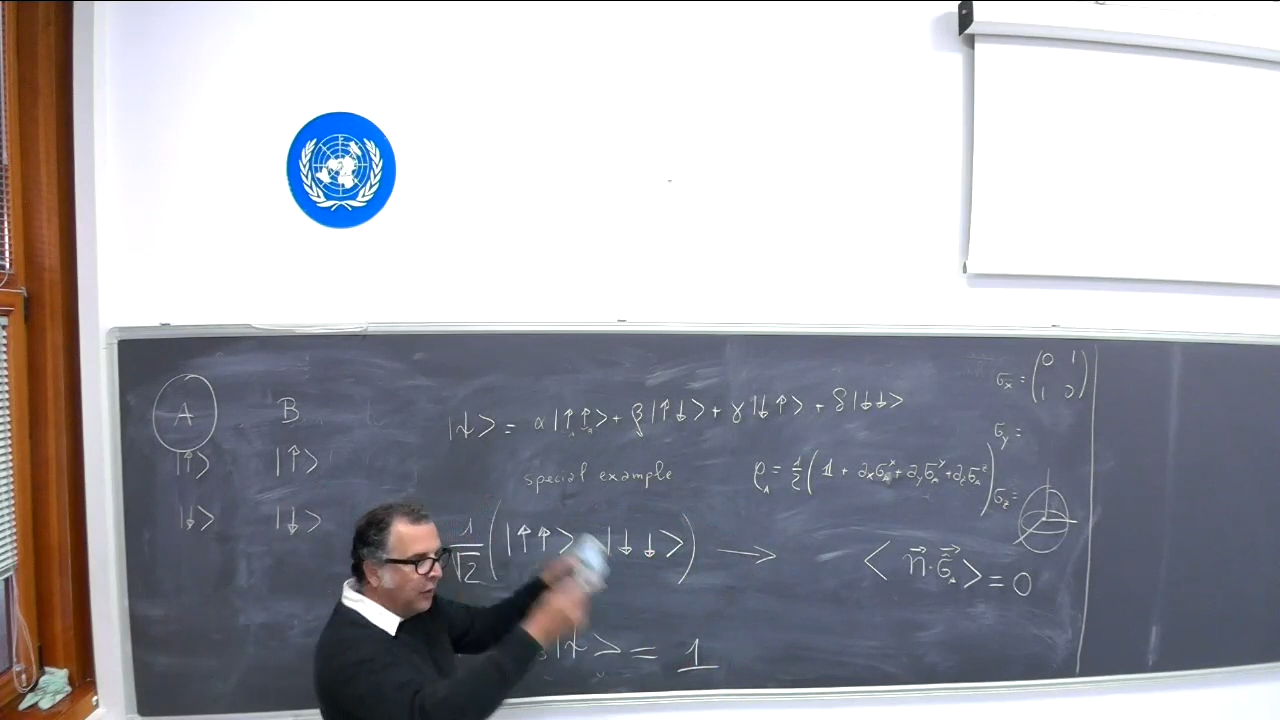 A B
|↑⟩ |↑⟩
|↓⟩ |↓⟩
|ψ⟩ = α|↑↑⟩ + β|↑↓⟩ + γ|↓↑⟩ + δ|↓↓⟩
special example
1/√2 (|↑↑⟩ |↓↓⟩) → ⟨n⃗·σ⃗_A⟩ = 0
|ψ⟩ = 1
ρ_A = 1/2 (𝟙 + a_x σ_A^x + a_y σ_A^y + a_z σ_A^z)
σ_x = (0 1
1 0)
σ_y =
σ_z =